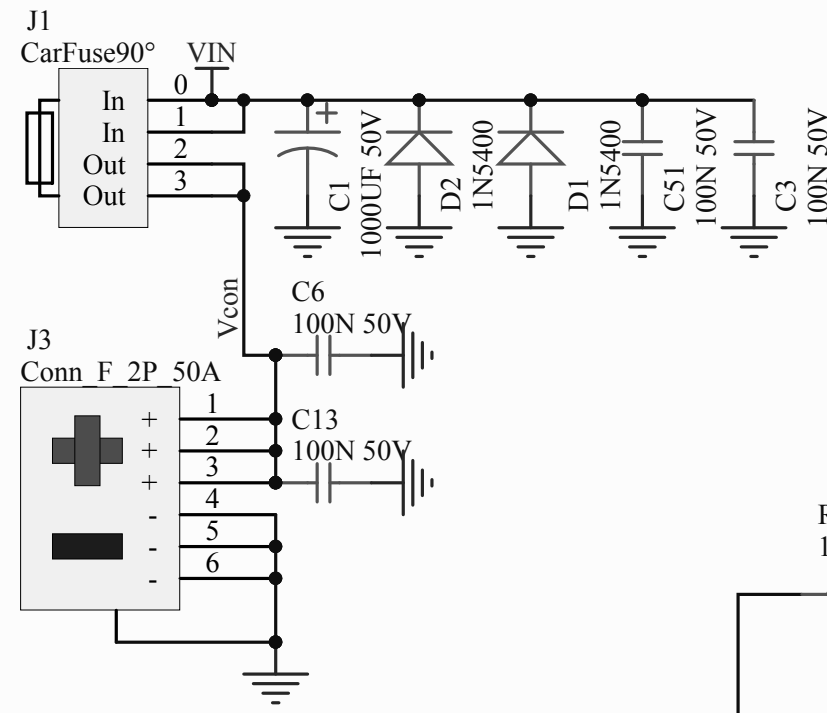 J1
CarFuse90°
VIN
In 0
In 1
Out 2
Out 3
+
C1
1000UF 50V
D2
1N5400
D1
1N5400
C51
100N 50V
C3
100N 50V
Vcon
C6
100N 50V
J3
Conn_F_2P_50A
+ 1
+ 2
+ 3
- 4
- 5
- 6
C13
100N 50V